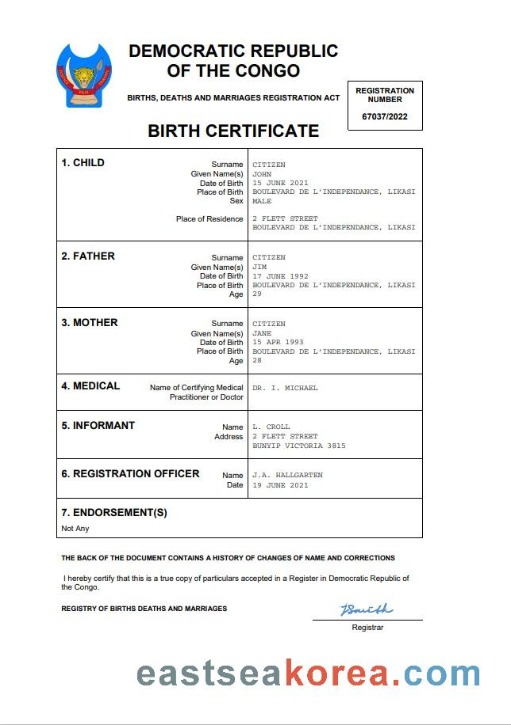 DEMOCRATIC REPUBLIC
OF THE CONGO
BIRTHS, DEATHS AND MARRIAGES REGISTRATION ACT
REGISTRATION
NUMBER
67037/2022
BIRTH CERTIFICATE
1. CHILD
Surname CITIZEN
Given Name(s) JOHN
Date of Birth 15 JUNE 2021
Place of Birth BOULEVARD DE L'INDEPENDANCE, LIKASI
Sex MALE
Place of Residence 2 FLETT STREET
BOULEVARD DE L'INDEPENDANCE, LIKASI
2. FATHER
Surname CITIZEN
Given Name(s) JIM
Date of Birth 17 JUNE 1992
Place of Birth BOULEVARD DE L'INDEPENDANCE, LIKASI
Age 29
3. MOTHER
Surname CITIZEN
Given Name(s) JANE
Date of Birth 15 APR 1993
Place of Birth BOULEVARD DE L'INDEPENDANCE, LIKASI
Age 28
4. MEDICAL
Name of Certifying Medical DR. I. MICHAEL
Practitioner or Doctor
5. INFORMANT
Name L. CROLL
Address 2 FLETT STREET
BUNYIP VICTORIA 3815
6. REGISTRATION OFFICER
Name J.A. HALLGARTEN
Date 19 JUNE 2021
7. ENDORSEMENT(S)
Not Any
THE BACK OF THE DOCUMENT CONTAINS A HISTORY OF CHANGES OF NAME AND CORRECTIONS
I hereby certify that this is a true copy of particulars accepted in a Register in Democratic Republic of
the Congo.
REGISTRY OF BIRTHS DEATHS AND MARRIAGES
JSmith
Registrar
eastseakorea.com